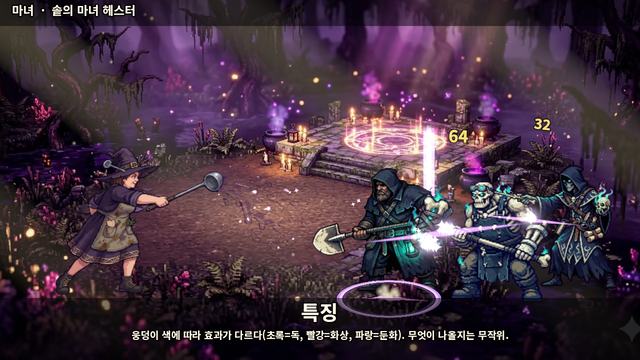 마녀 · 솥의 마녀 헤스터
32
64
특징
웅덩이 색에 따라 효과가 다르다(초록=독, 빨강=화상, 파랑=둔화). 무엇이 나올지는 무작위.